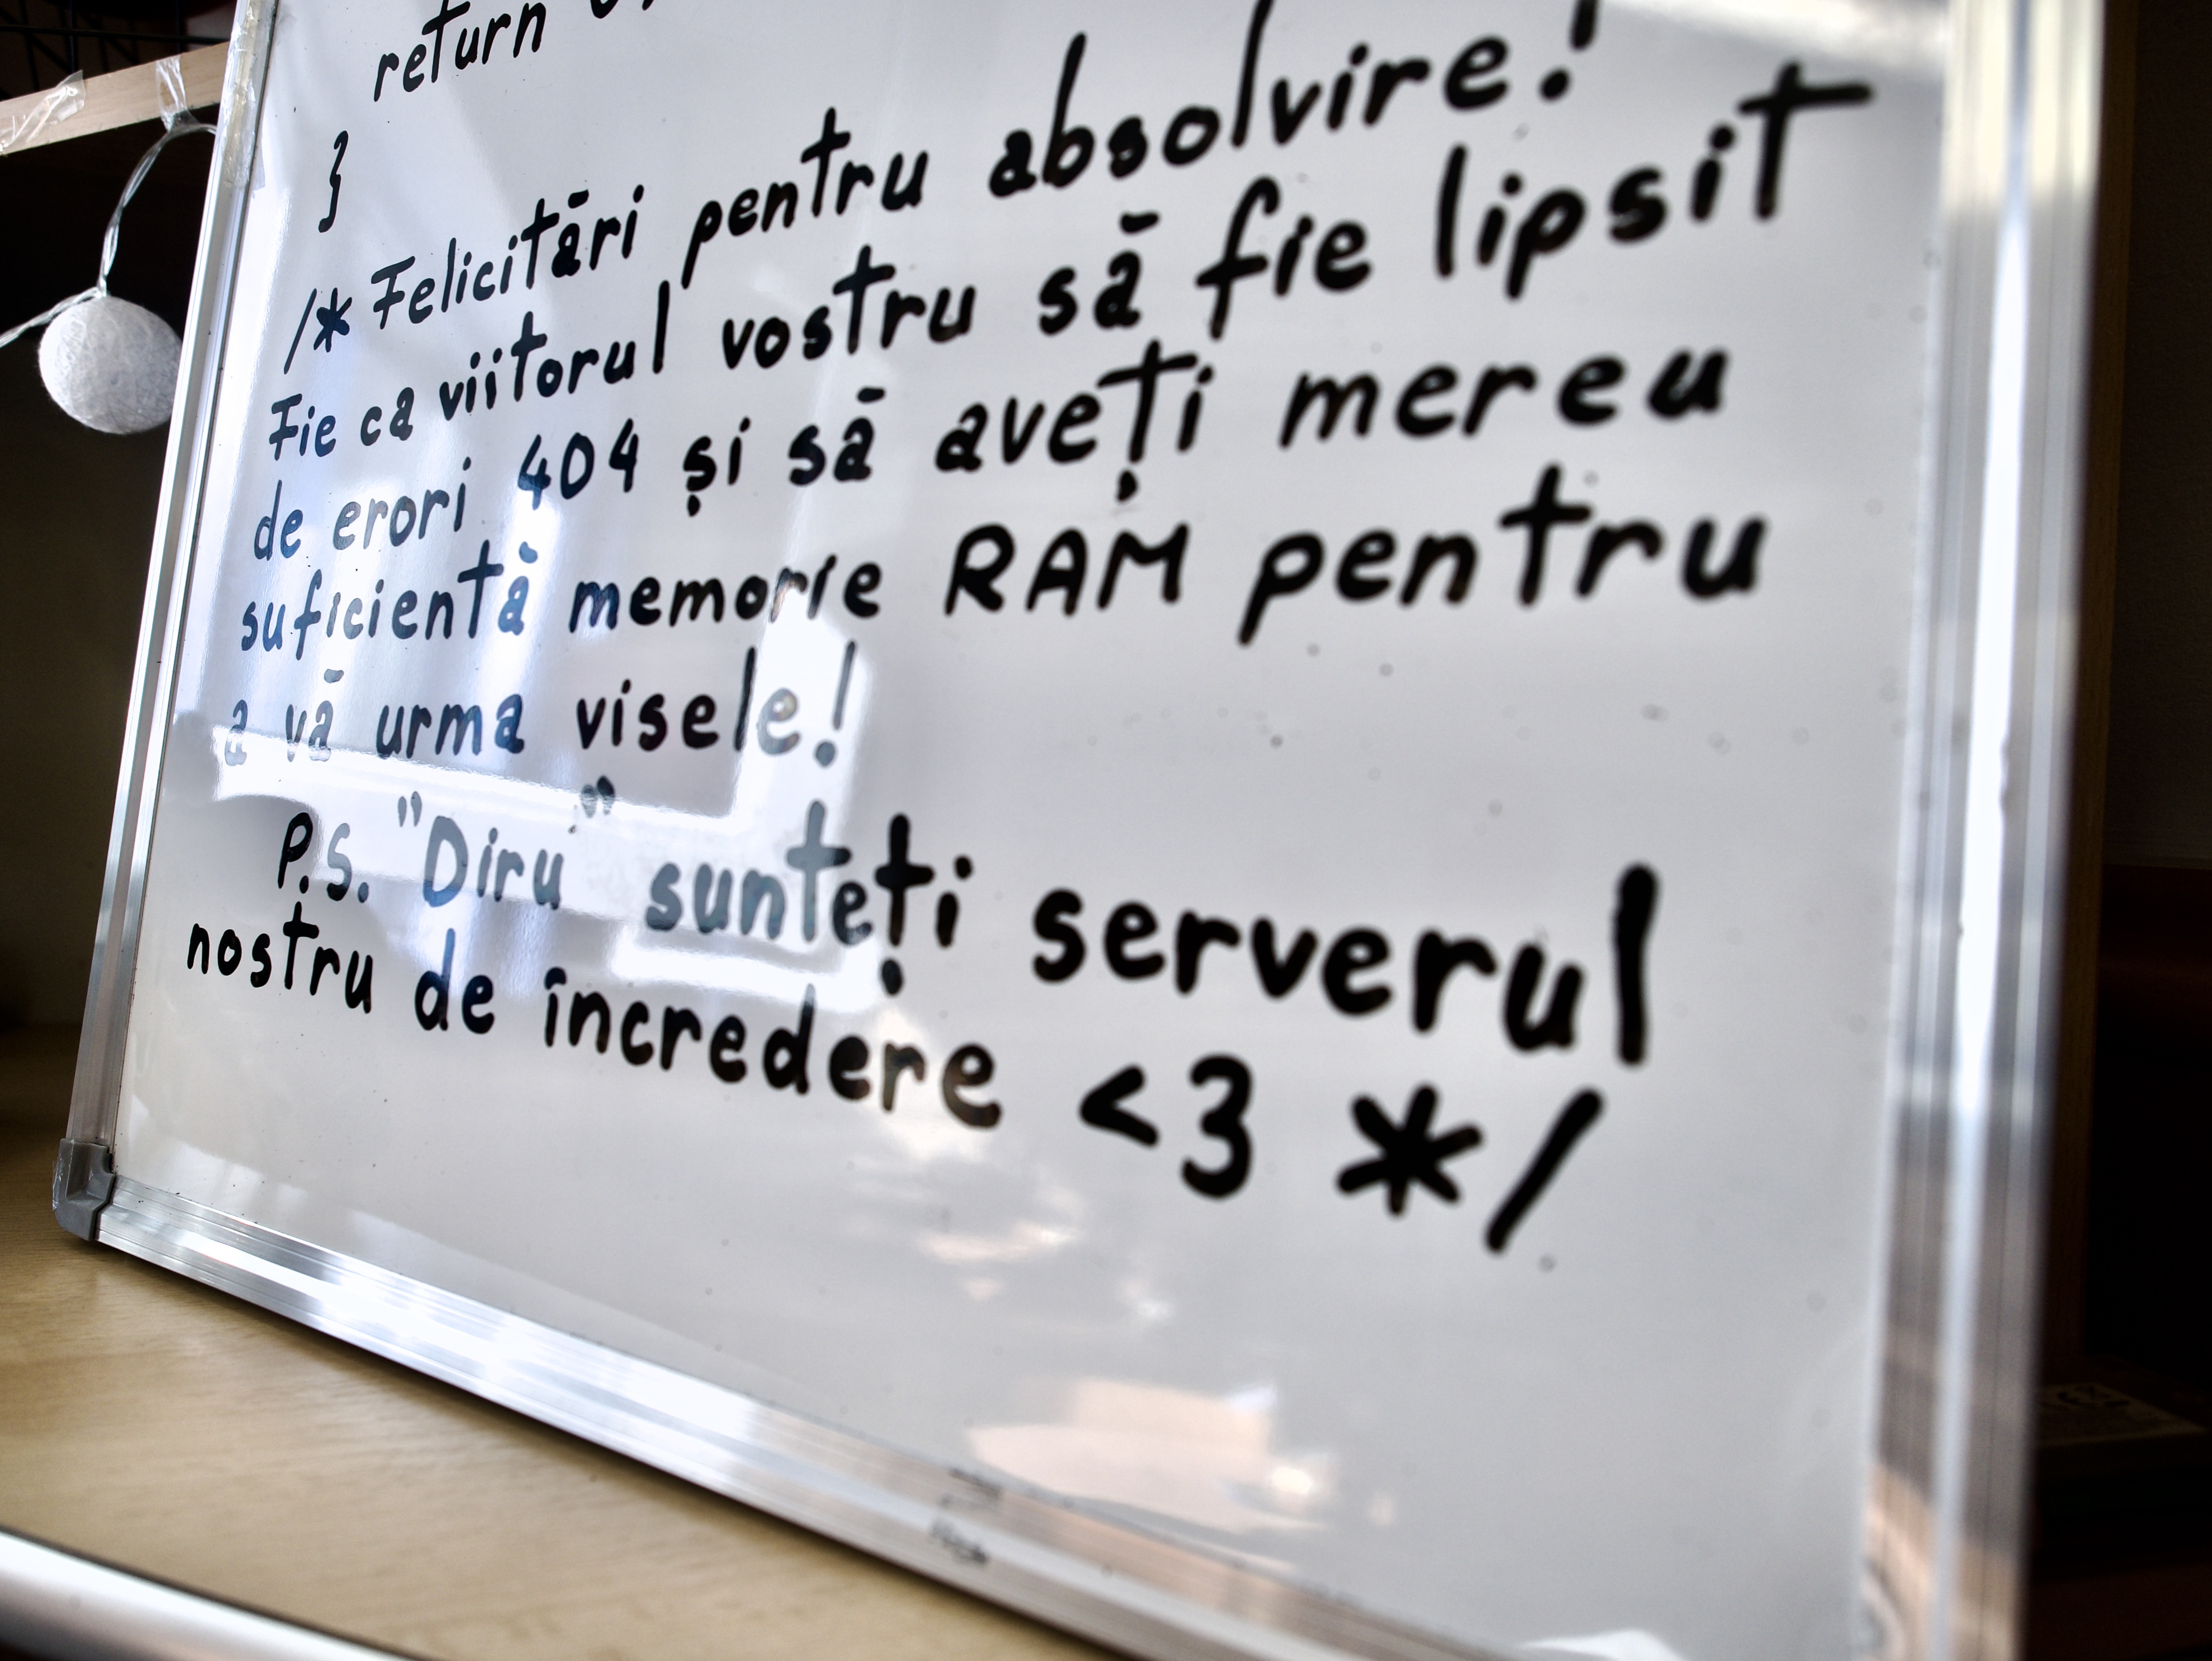 return
}
/* Felicitări pentru absolvire!
Fie ca viitorul vostru să fie lipsit
de erori 404 și să aveți mereu
suficientă memorie RAM pentru
a vă urma visele!
P.S. "Diru" sunteți serverul
nostru de încredere <3 */